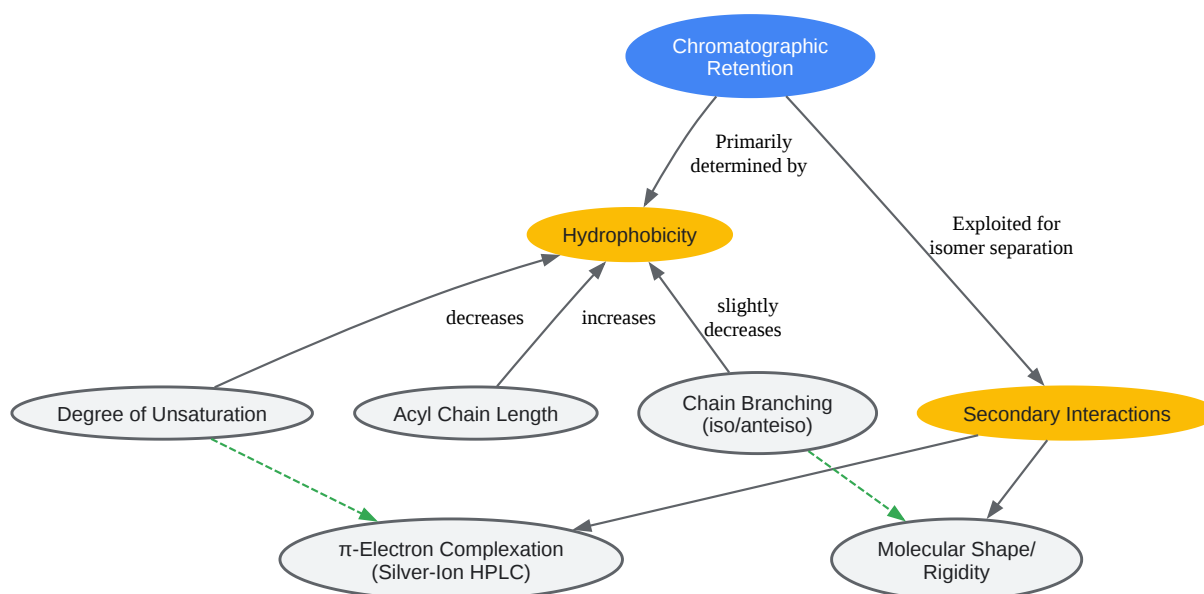 Chromatographic
Retention
Primarily
determined by
Exploited for
isomer separation
Hydrophobicity
decreases
increases
slightly
decreases
Degree of Unsaturation
Acyl Chain Length
Chain Branching
(iso/anteiso)
Secondary Interactions
π-Electron Complexation
(Silver-Ion HPLC)
Molecular Shape/
Rigidity